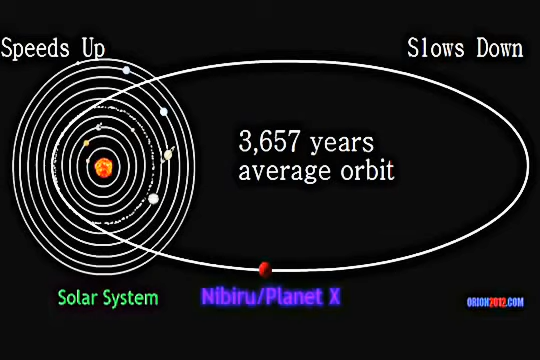 Speeds Up
Slows Down
3,657 years
average orbit
Solar System
Nibiru/Planet X
ORION2012.COM